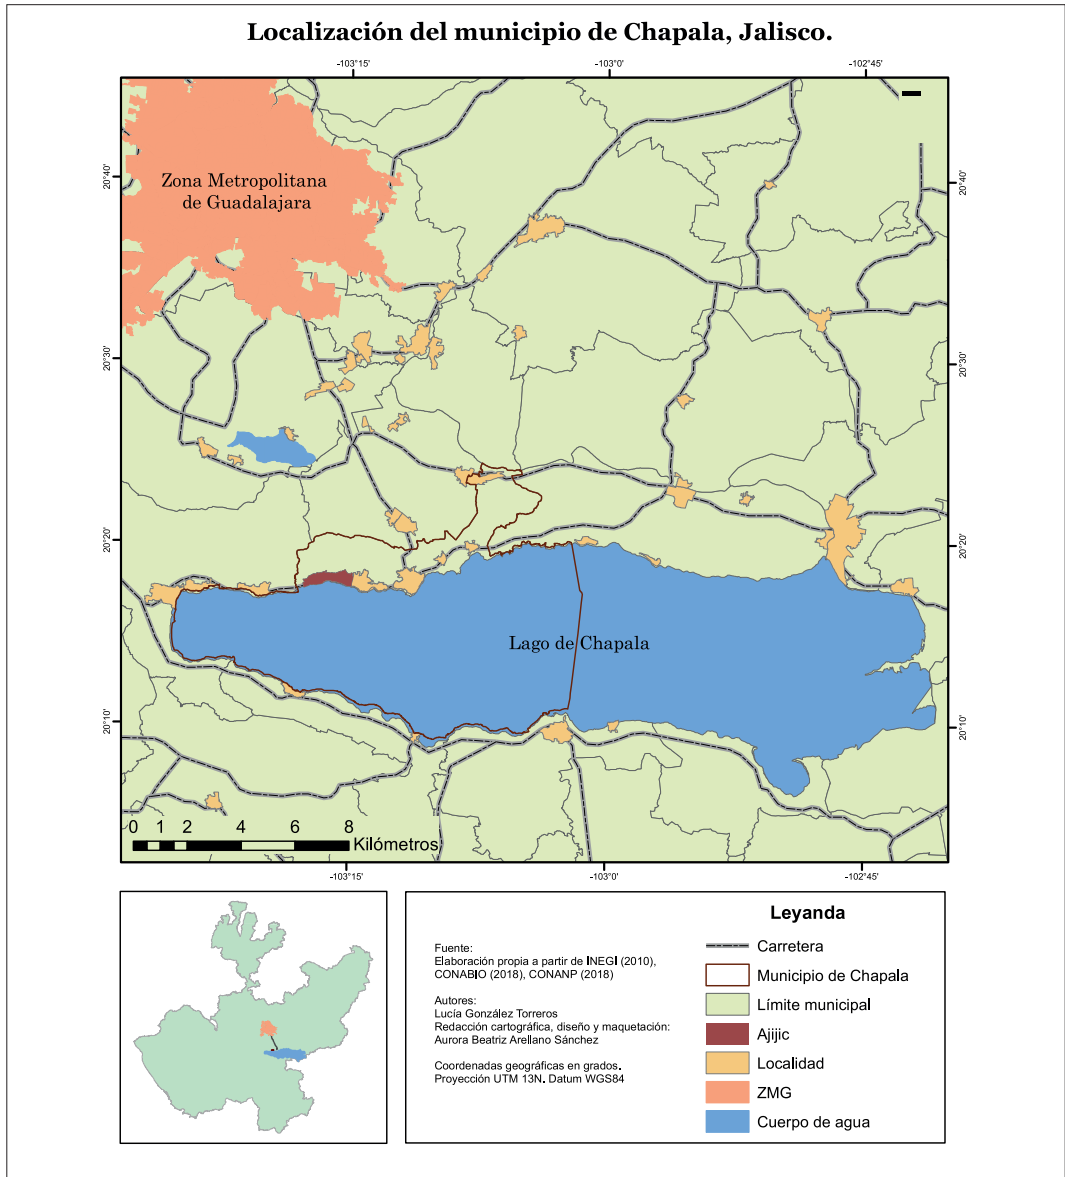 Localización del municipio de Chapala, Jalisco.
-103°15'
-103°0'
-102°45'
20°40'
20°40'
Zona Metropolitana
de Guadalajara
20°30'
20°30'
20°20'
20°20'
Lago de Chapala
20°10'
20°10'
0 1 2 4 6 8
Kilómetros
-103°15'
-103°0'
-102°45'
Fuente:
Elaboración propia a partir de INEGI (2010),
CONABIO (2018), CONANP (2018)
Autores:
Lucía González Torreros
Redacción cartográfica, diseño y maquetación:
Aurora Beatriz Arellano Sánchez
Coordenadas geográficas en grados.
Proyección UTM 13N. Datum WGS84
Leyanda
Carretera
Municipio de Chapala
Límite municipal
Ajijic
Localidad
ZMG
Cuerpo de agua